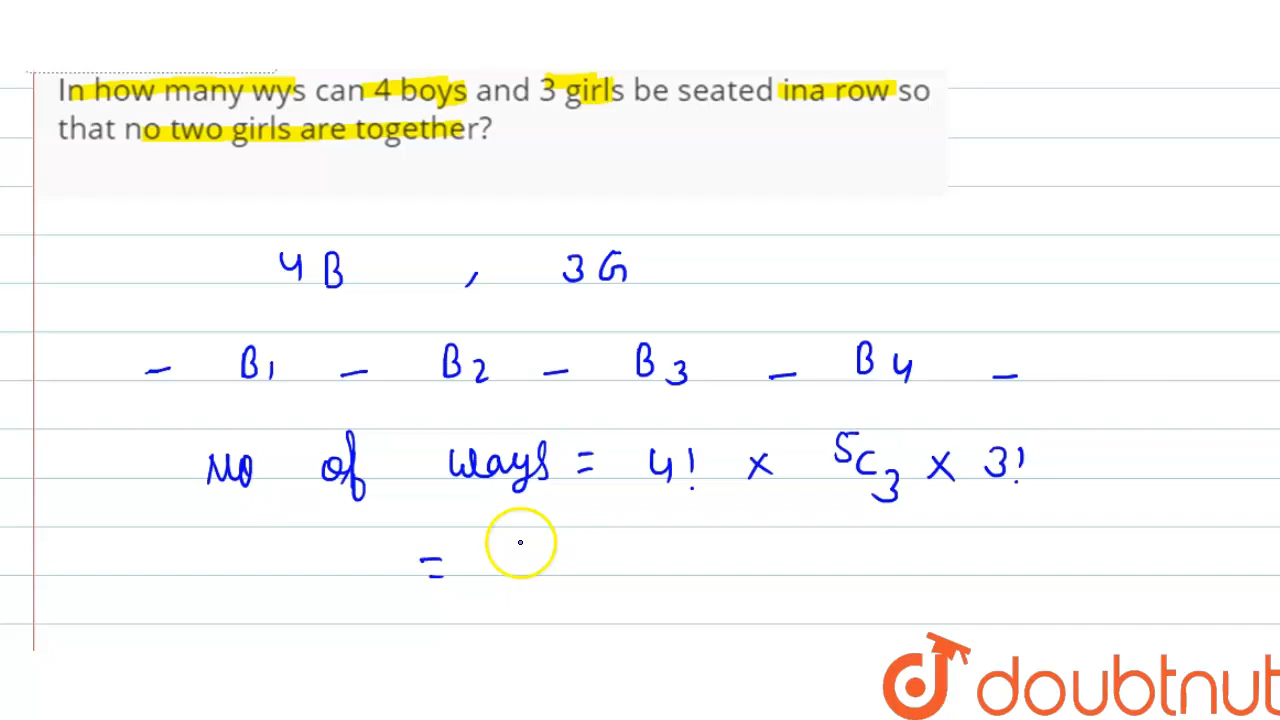 In how many wys can 4 boys and 3 girls be seated ina row so
that no two girls are together?
4 B , 3 G
- B1 - B2 - B3 - B4 -
No of ways = 4! × ⁵C₃ × 3!
=
doubtnut